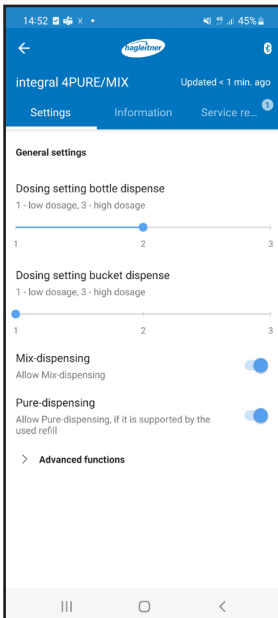 14:52 45%
hagleitner
integral 4PURE/MIX Updated < 1 min. ago
Settings Information Service re... 1
General settings
Dosing setting bottle dispense
1 - low dosage, 3 - high dosage
1 2 3
Dosing setting bucket dispense
1 - low dosage, 3 - high dosage
1 2 3
Mix-dispensing
Allow Mix-dispensing
Pure-dispensing
Allow Pure-dispensing, if it is supported by the
used refill
Advanced functions